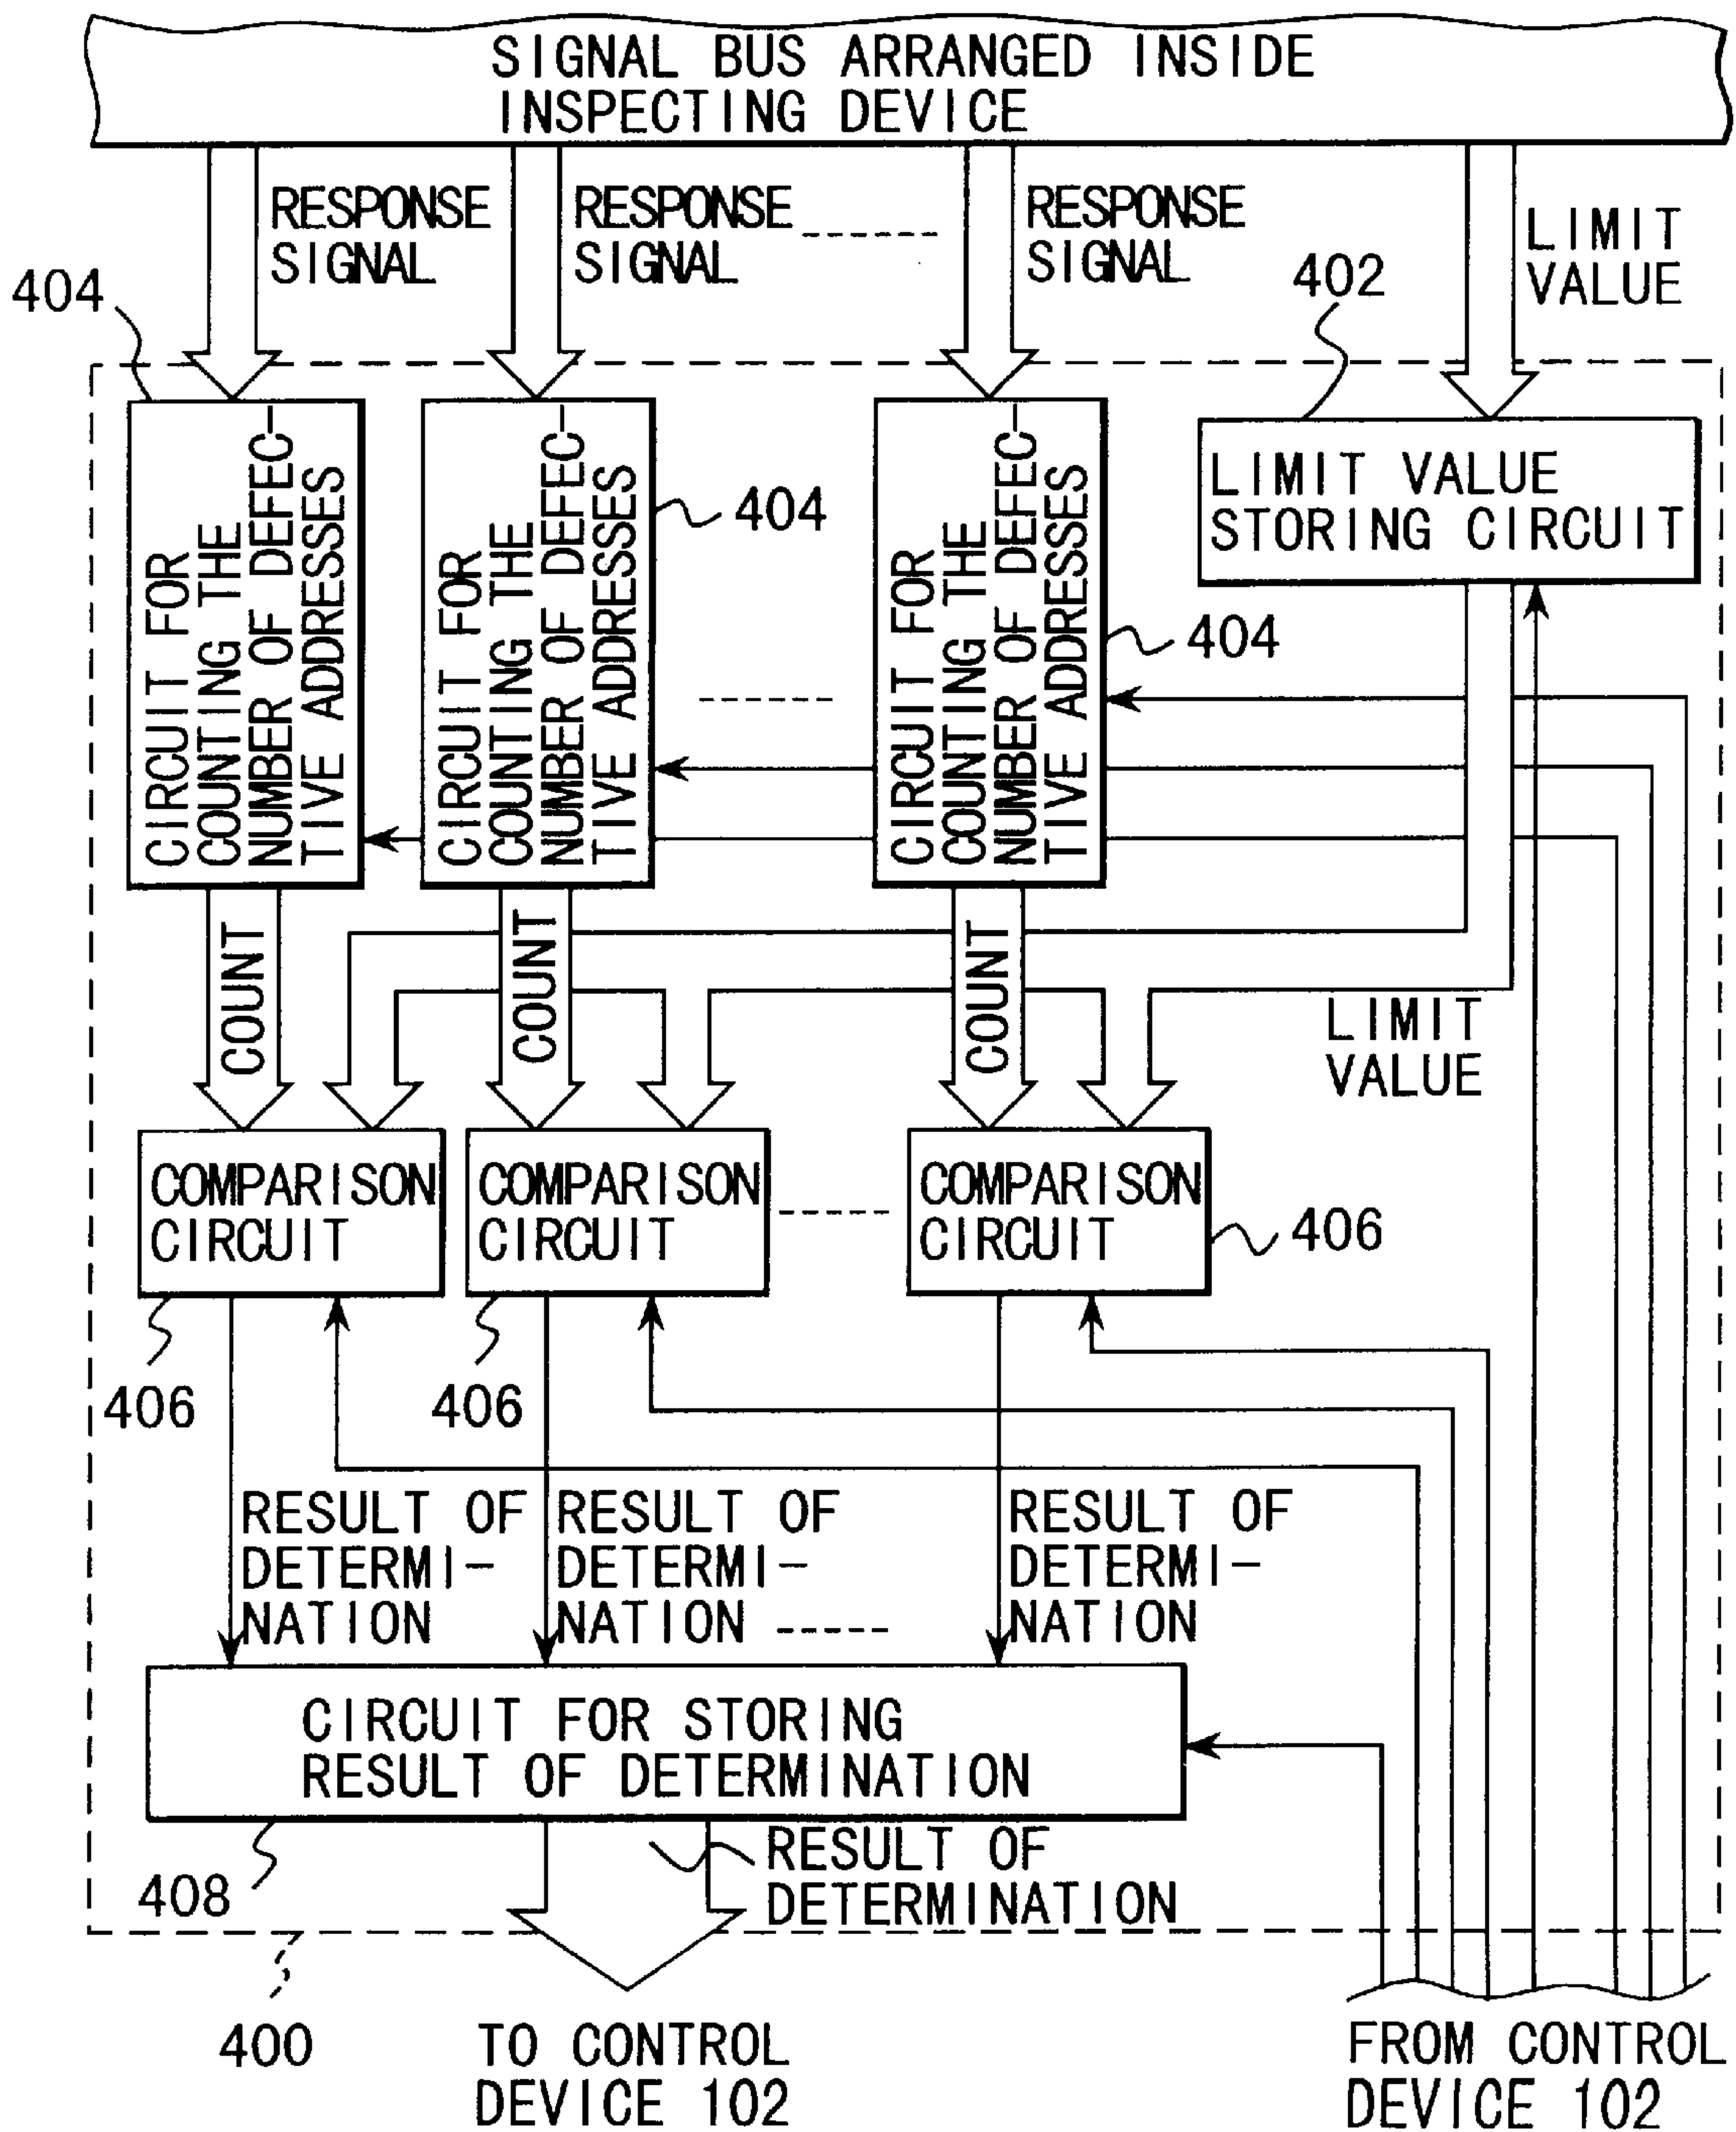 SIGNAL BUS ARRANGED INSIDE
INSPECTING DEVICE
RESPONSE
SIGNAL
RESPONSE
SIGNAL
RESPONSE
SIGNAL
LIMIT
VALUE
404
402
CIRCUIT FOR
COUNTING THE
NUMBER OF DEFEC-
TIVE ADDRESSES
CIRCUIT FOR
COUNTING THE
NUMBER OF DEFEC-
TIVE ADDRESSES
404
CIRCUIT FOR
COUNTING THE
NUMBER OF DEFEC-
TIVE ADDRESSES
404
LIMIT VALUE
STORING CIRCUIT
COUNT
COUNT
COUNT
LIMIT
VALUE
COMPARISON
CIRCUIT
COMPARISON
CIRCUIT
COMPARISON
CIRCUIT
406
406
406
RESULT OF
DETERMI-
NATION
RESULT OF
DETERMI-
NATION
RESULT OF
DETERMI-
NATION
CIRCUIT FOR STORING
RESULT OF DETERMINATION
408
RESULT OF
DETERMINATION
400
TO CONTROL
DEVICE 102
FROM CONTROL
DEVICE 102